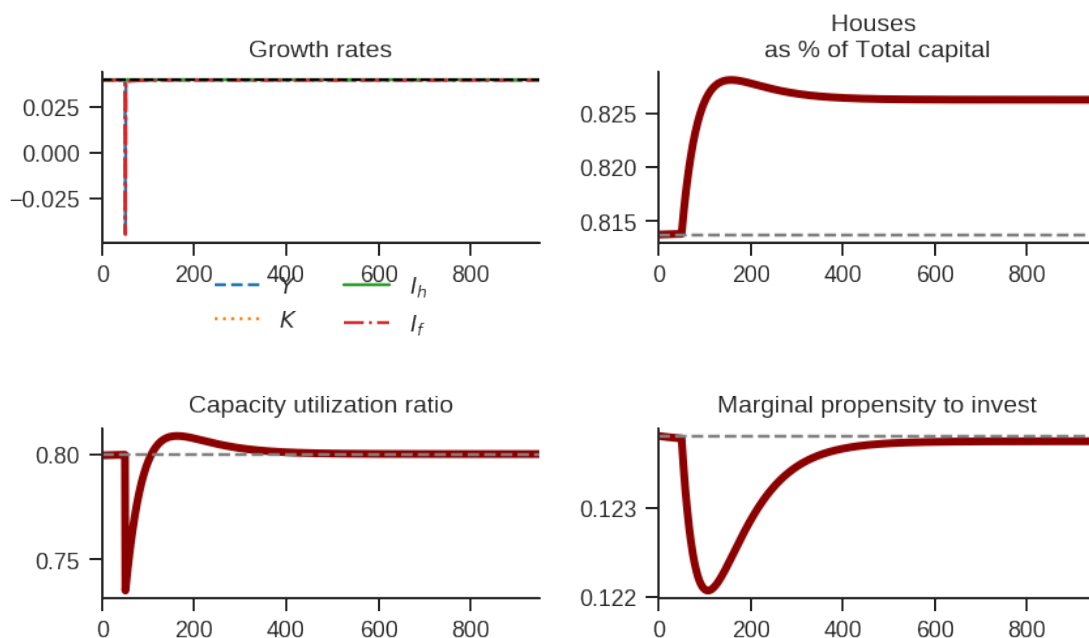 Growth rates
0.025
0.000
−0.025
0 200 400 600 800
Y I_h
K I_f
Houses
as % of Total capital
0.825
0.820
0.815
0 200 400 600 800
Capacity utilization ratio
0.80
0.75
0 200 400 600 800
Marginal propensity to invest
0.123
0.122
0 200 400 600 800